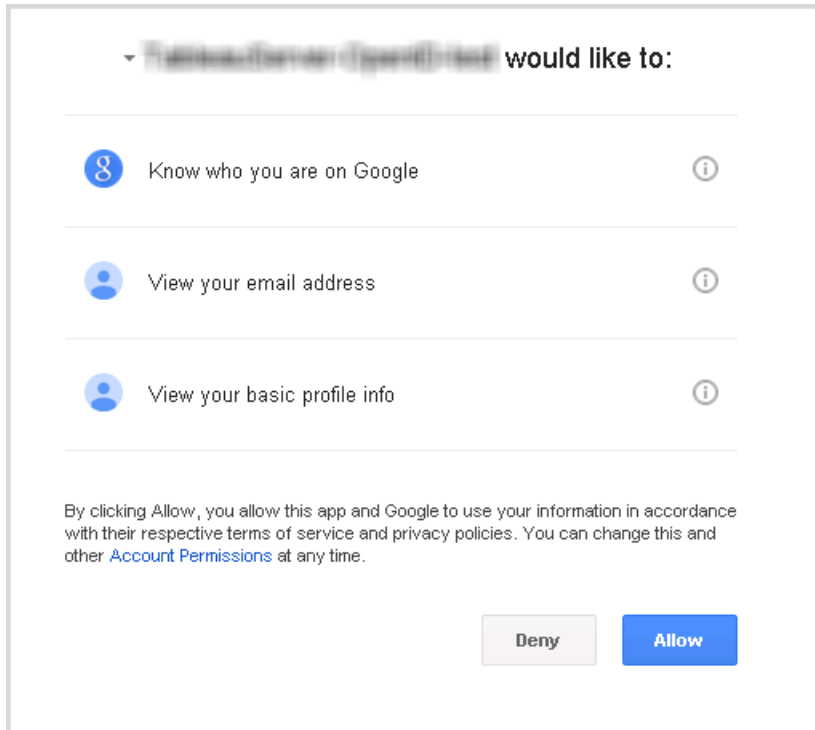 would like to:
Know who you are on Google
View your email address
View your basic profile info
By clicking Allow, you allow this app and Google to use your information in accordance
with their respective terms of service and privacy policies. You can change this and
other Account Permissions at any time.
Deny Allow